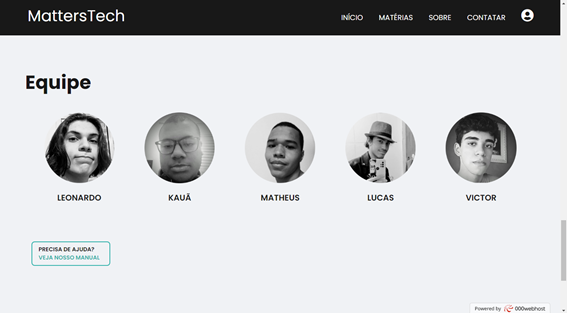 MattersTech
INÍCIO MATÉRIAS SOBRE CONTATAR
Equipe
LEONARDO KAUÃ MATHEUS LUCAS VICTOR
PRECISA DE AJUDA?
VEJA NOSSO MANUAL
Powered by 000webhost